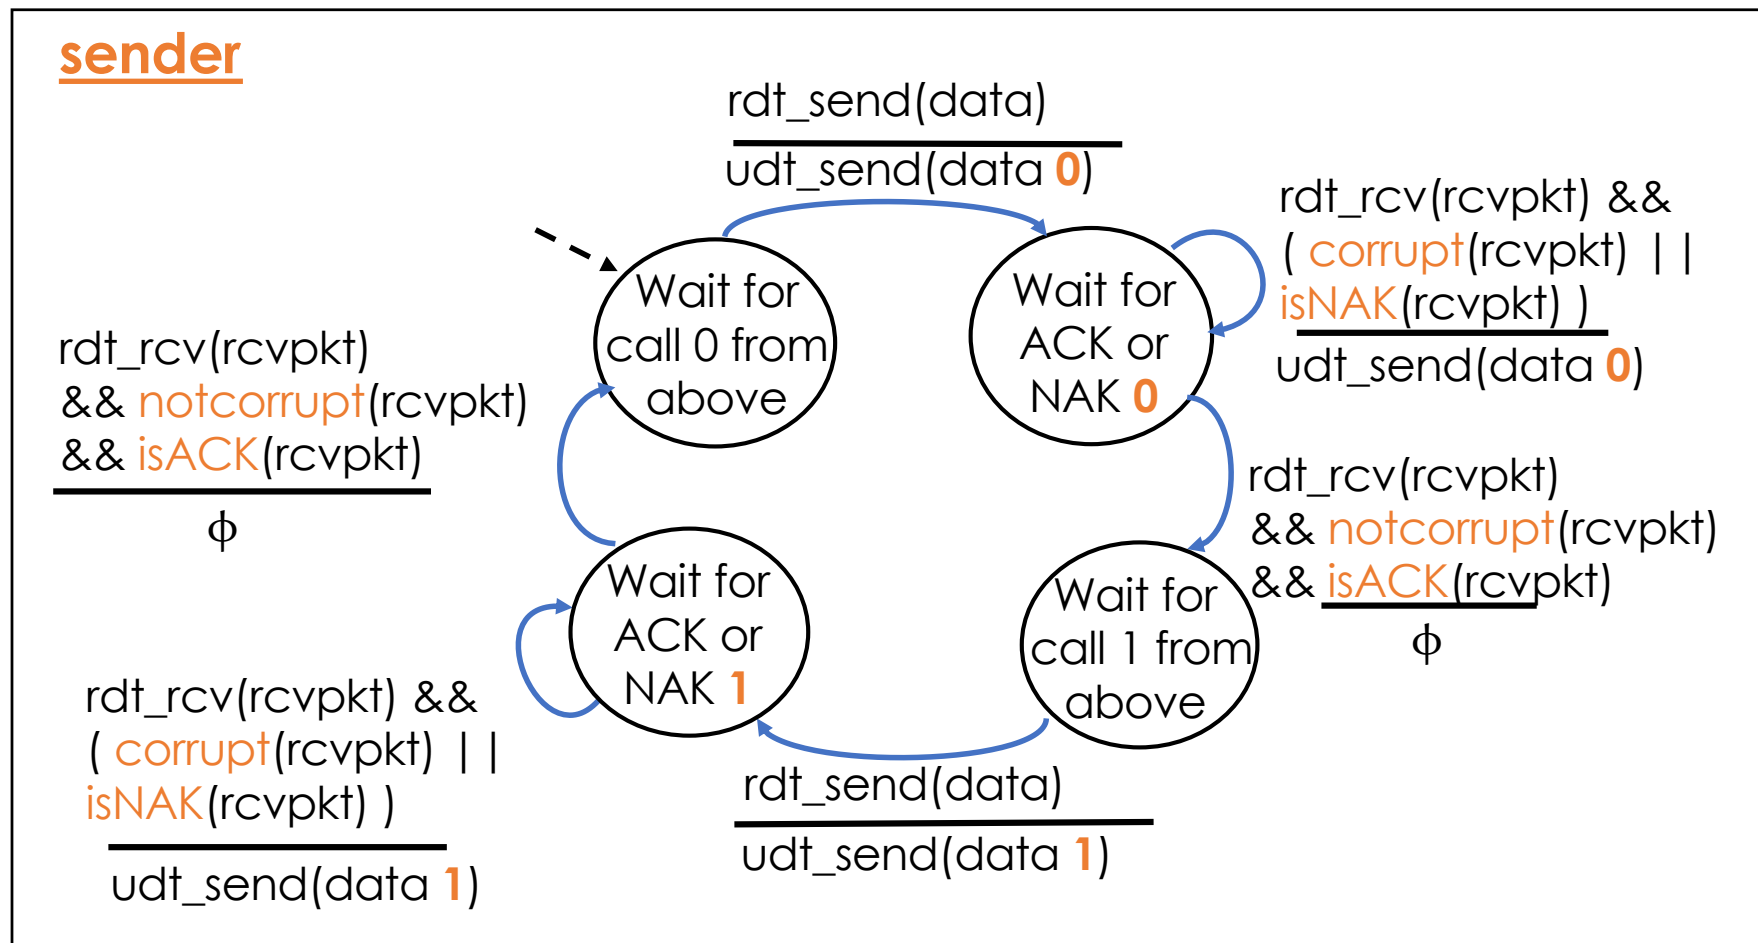 sender
rdt_send(data)
udt_send(data 0)
rdt_rcv(rcvpkt) &&
( corrupt(rcvpkt) ||
isNAK(rcvpkt) )
udt_send(data 0)
Wait for
call 0 from
above
Wait for
ACK or
NAK 0
rdt_rcv(rcvpkt)
&& notcorrupt(rcvpkt)
&& isACK(rcvpkt)
ϕ
rdt_rcv(rcvpkt)
&& notcorrupt(rcvpkt)
&& isACK(rcvpkt)
ϕ
Wait for
ACK or
NAK 1
Wait for
call 1 from
above
rdt_rcv(rcvpkt) &&
( corrupt(rcvpkt) ||
isNAK(rcvpkt) )
udt_send(data 1)
rdt_send(data)
udt_send(data 1)